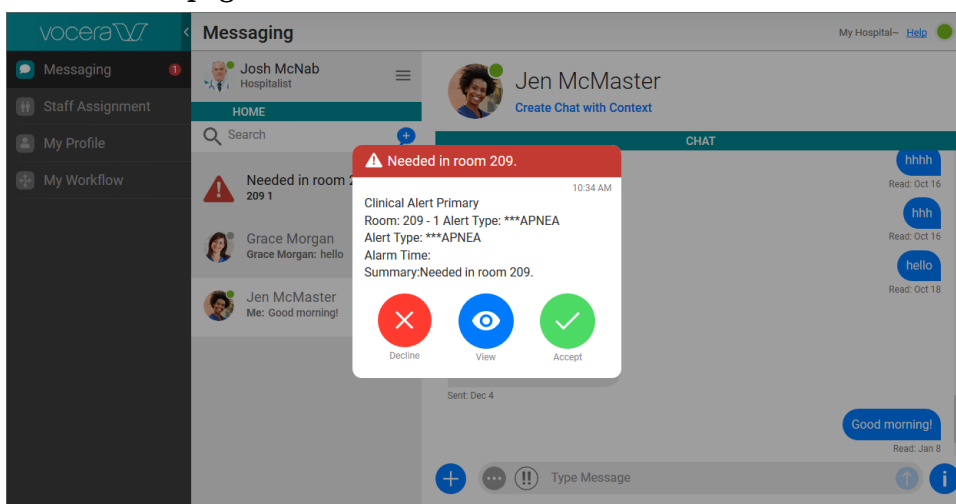 vocera
Messaging
My Hospital– Help
Messaging 1
Staff Assignment
My Profile
My Workflow
Josh McNab
Hospitalist
HOME
Search
Needed in room 2
209 1
Grace Morgan
Grace Morgan: hello
Jen McMaster
Me: Good morning!
Jen McMaster
Create Chat with Context
CHAT
hhhh
Read: Oct 16
hhh
Read: Oct 16
hello
Read: Oct 18
Sent: Dec 4
Good morning!
Read: Jan 8
Type Message
Needed in room 209.
10:34 AM
Clinical Alert Primary
Room: 209 - 1 Alert Type: ***APNEA
Alert Type: ***APNEA
Alarm Time:
Summary:Needed in room 209.
Decline
View
Accept